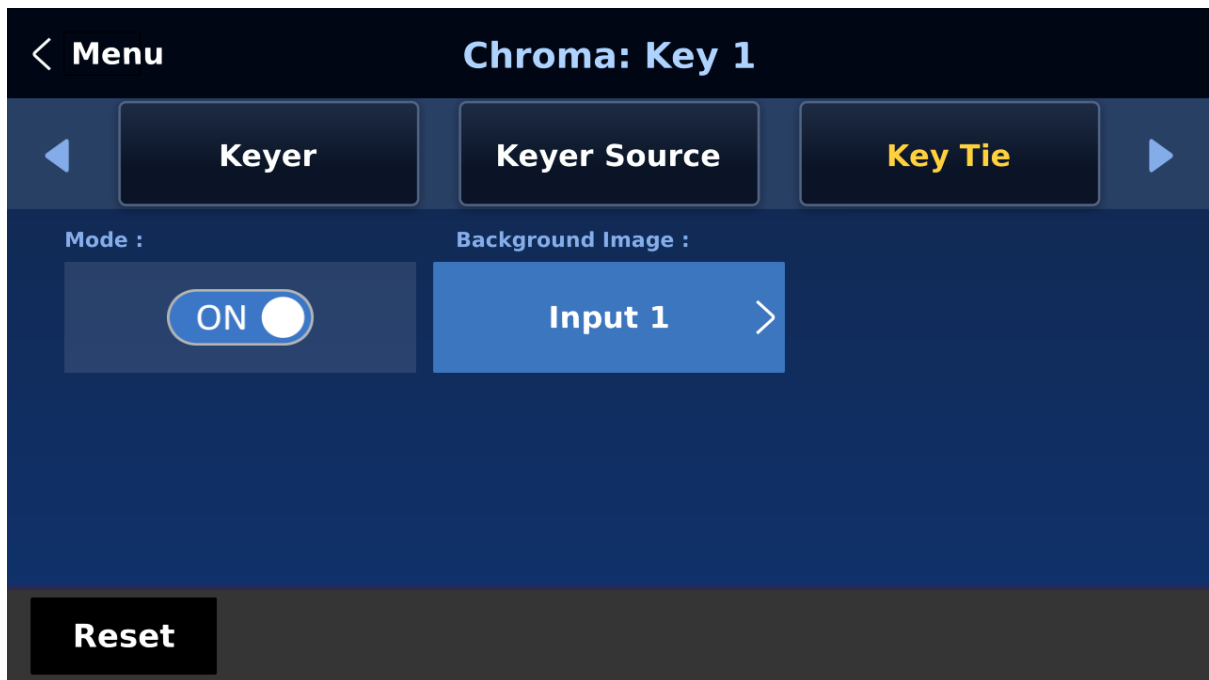 Menu
Chroma: Key 1
Keyer
Keyer Source
Key Tie
Mode :
Background Image :
ON
Input 1
Reset